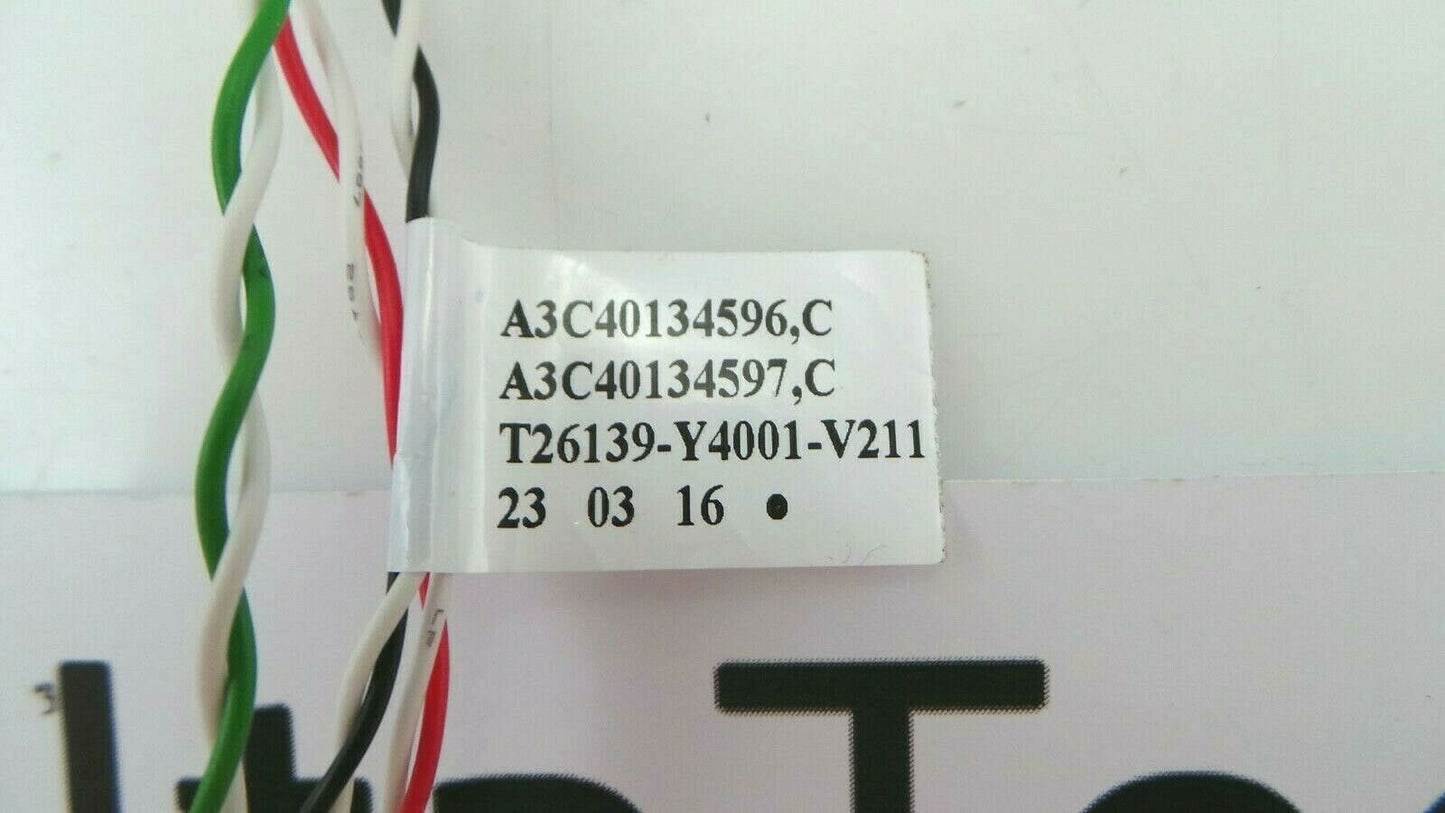 A3C40134596,C
A3C40134597,C
T26139-Y4001-V211
23 03 16 •